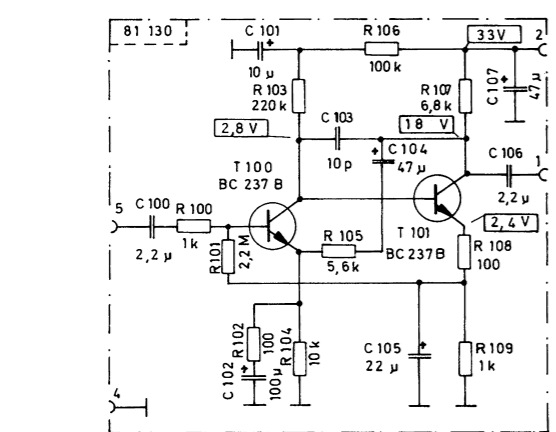 81 130
C 101
+
10 μ
R 106
100 k
33V
2
R 103
220 k
R 107
6,8 k
C 107
+
47 μ
2,8 V
C 103
10 p
18 V
+
C 104
47 μ
C 106
2,2 μ
1
T 100
BC 237 B
5
C 100
2,2 μ
R 100
1 k
R 101
2,2 M
R 105
5,6 k
T 101
BC 237 B
2,4 V
R 108
100
R 102
100
R 104
10 k
C 102
+
100 μ
C 105
+
22 μ
R 109
1 k
4